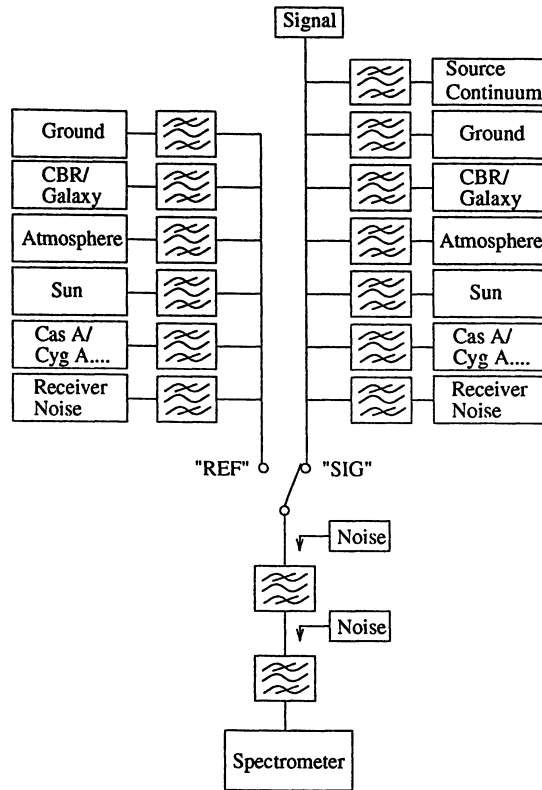 Signal
Source
Continuum
Ground
CBR/
Galaxy
Atmosphere
Sun
Cas A/
Cyg A....
Receiver
Noise
Ground
CBR/
Galaxy
Atmosphere
Sun
Cas A/
Cyg A....
Receiver
Noise
"REF"
"SIG"
Noise
Noise
Spectrometer